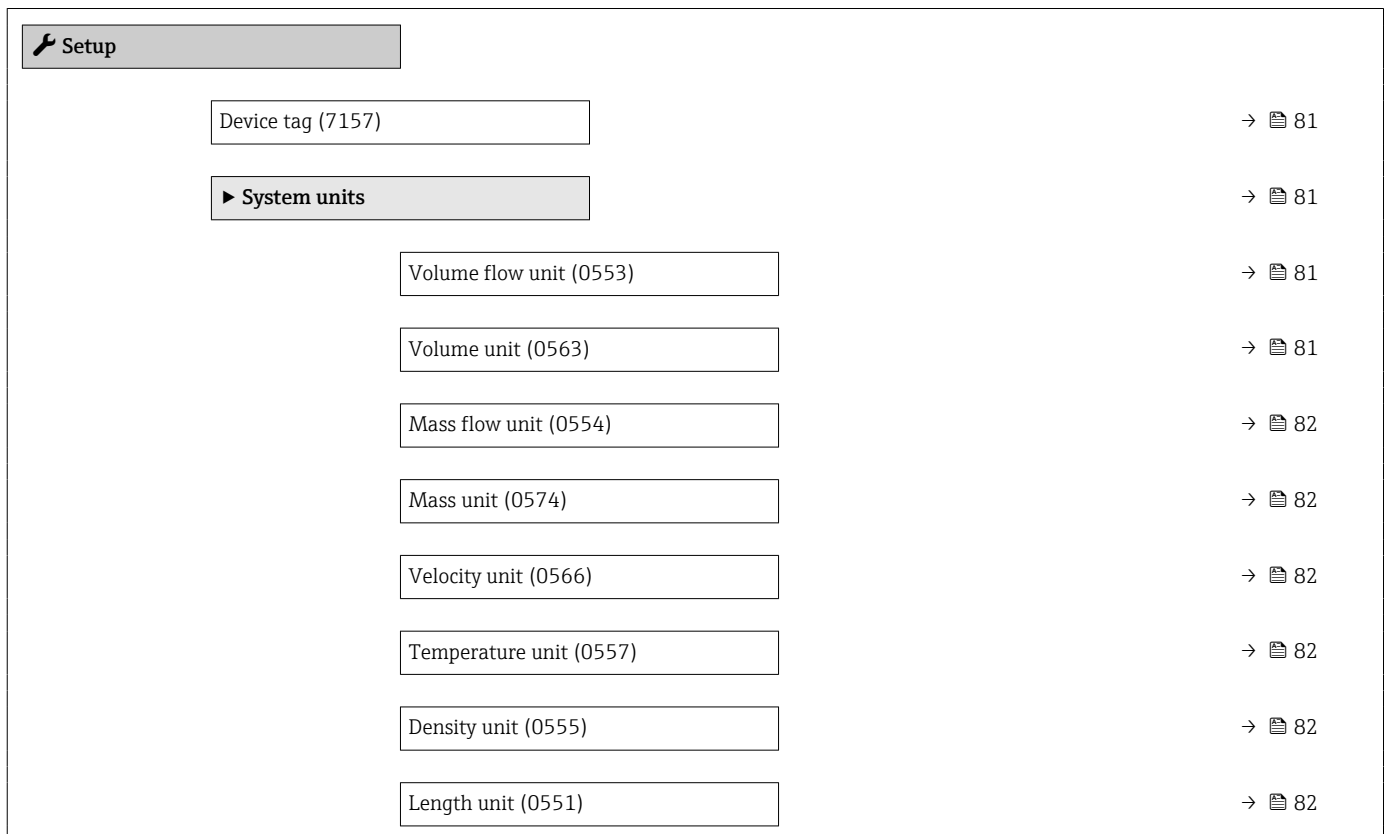 Setup
Device tag (7157) → 81
▶ System units → 81
Volume flow unit (0553) → 81
Volume unit (0563) → 81
Mass flow unit (0554) → 82
Mass unit (0574) → 82
Velocity unit (0566) → 82
Temperature unit (0557) → 82
Density unit (0555) → 82
Length unit (0551) → 82